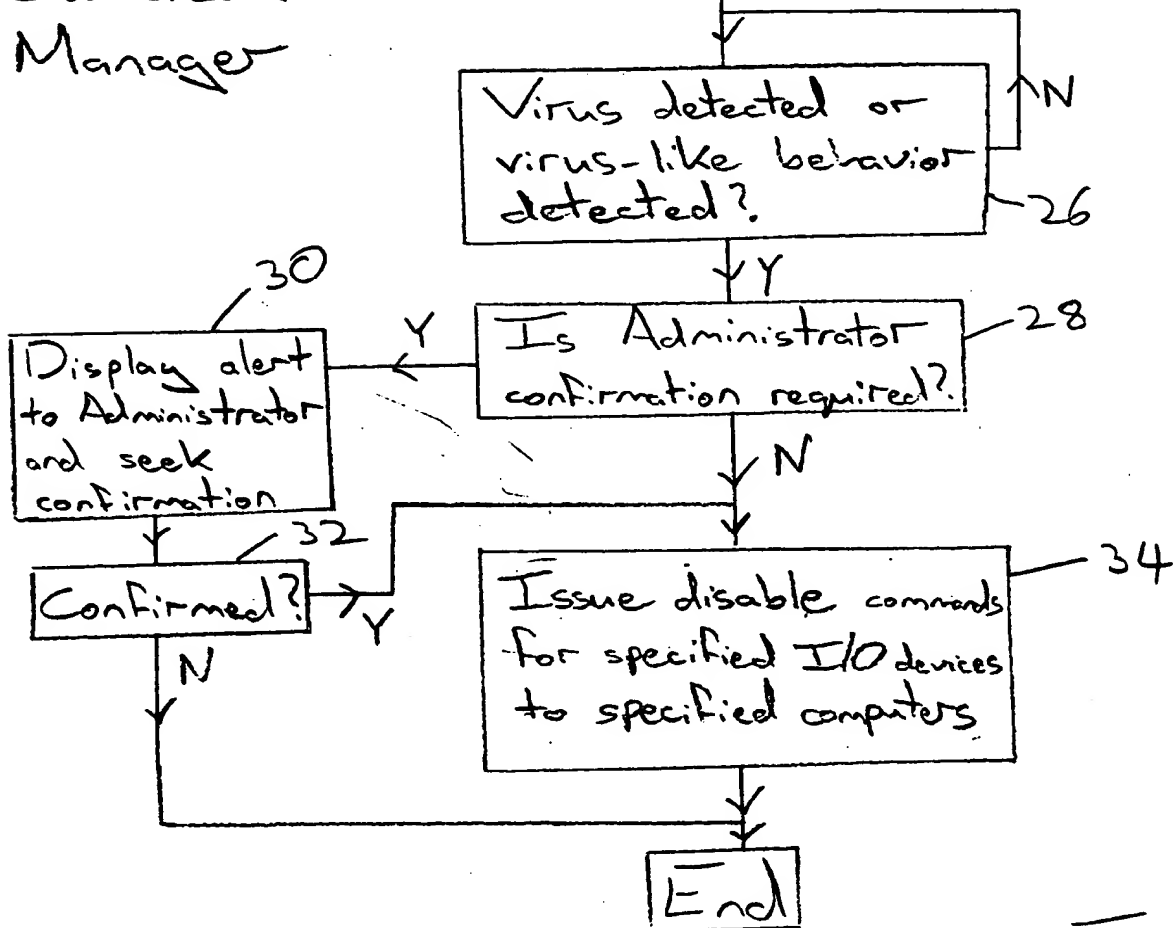 Manager
Virus detected or
virus-like behavior
detected?
N
26
Y
Is Administrator
confirmation required?
28
Y
30
Display alert
to Administrator
and seek
confirmation
N
32
Confirmed?
Y
N
Issue disable commands
for specified I/O devices
to specified computers
34
End